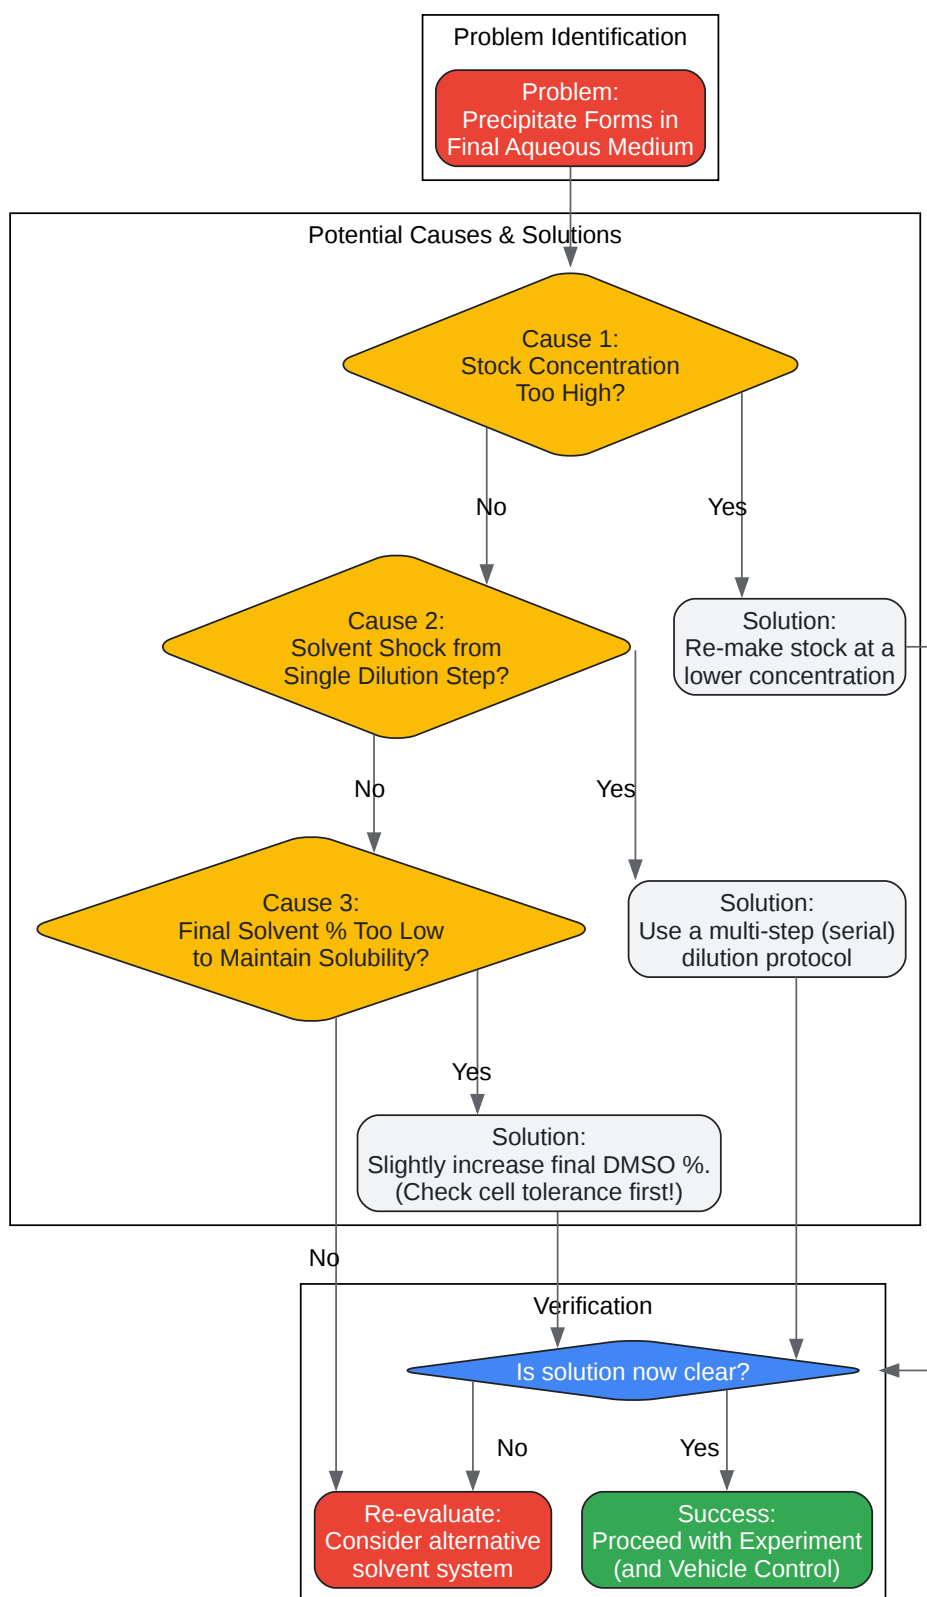 Problem Identification
Problem:
Precipitate Forms in
Final Aqueous Medium
Potential Causes & Solutions
Cause 1:
Stock Concentration
Too High?
No
Yes
Cause 2:
Solvent Shock from
Single Dilution Step?
Solution:
Re-make stock at a
lower concentration
No
Yes
Cause 3:
Final Solvent % Too Low
to Maintain Solubility?
Solution:
Use a multi-step (serial)
dilution protocol
Yes
Solution:
Slightly increase final DMSO %.
(Check cell tolerance first!)
No
Verification
Is solution now clear?
No
Yes
Re-evaluate:
Consider alternative
solvent system
Success:
Proceed with Experiment
(and Vehicle Control)